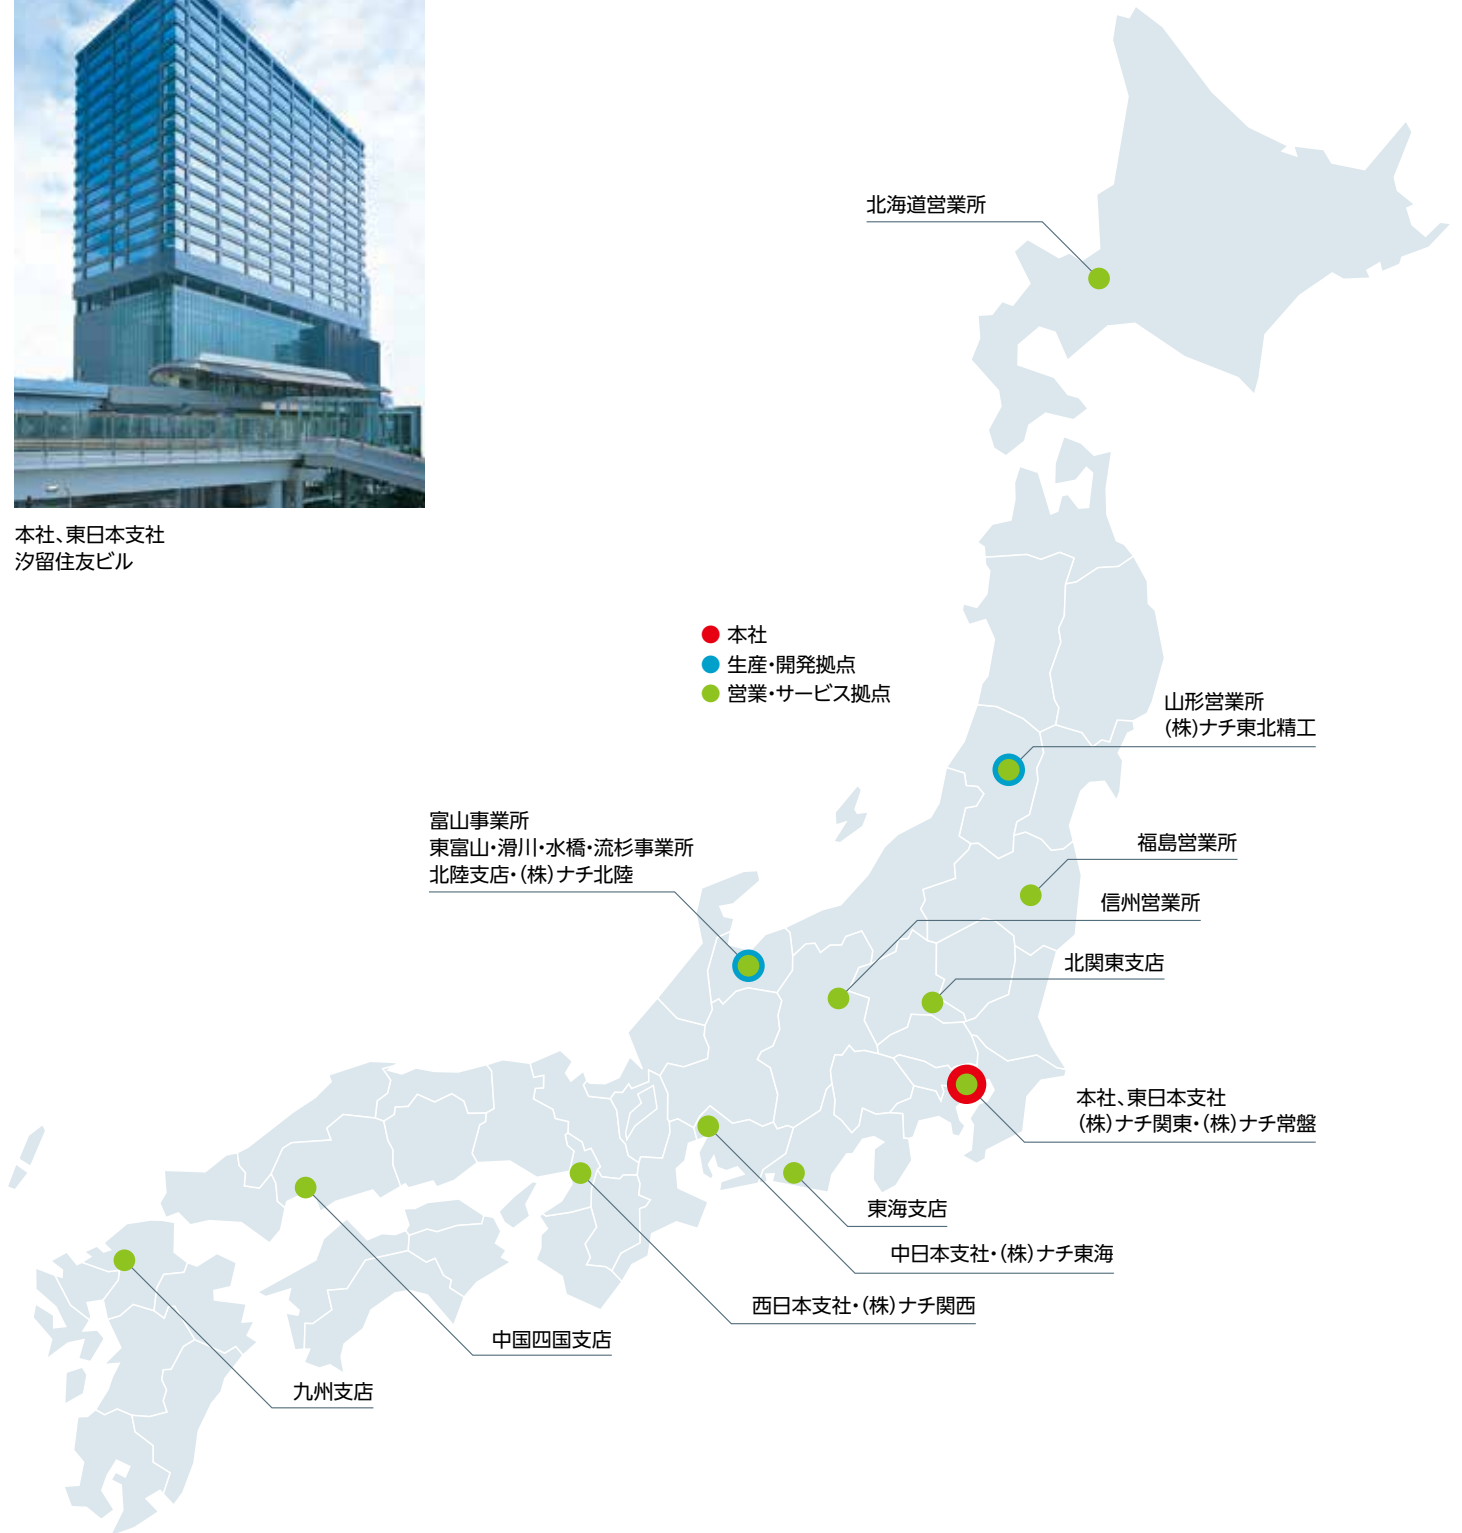 本社、東日本支社
汐留住友ビル
北海道営業所
本社
生産・開発拠点
営業・サービス拠点
山形営業所
(株)ナチ東北精工
富山事業所
東富山・滑川・水橋・流杉事業所
北陸支店・(株)ナチ北陸
福島営業所
信州営業所
北関東支店
本社、東日本支社
(株)ナチ関東・(株)ナチ常盤
東海支店
中日本支社・(株)ナチ東海
西日本支社・(株)ナチ関西
中国四国支店
九州支店